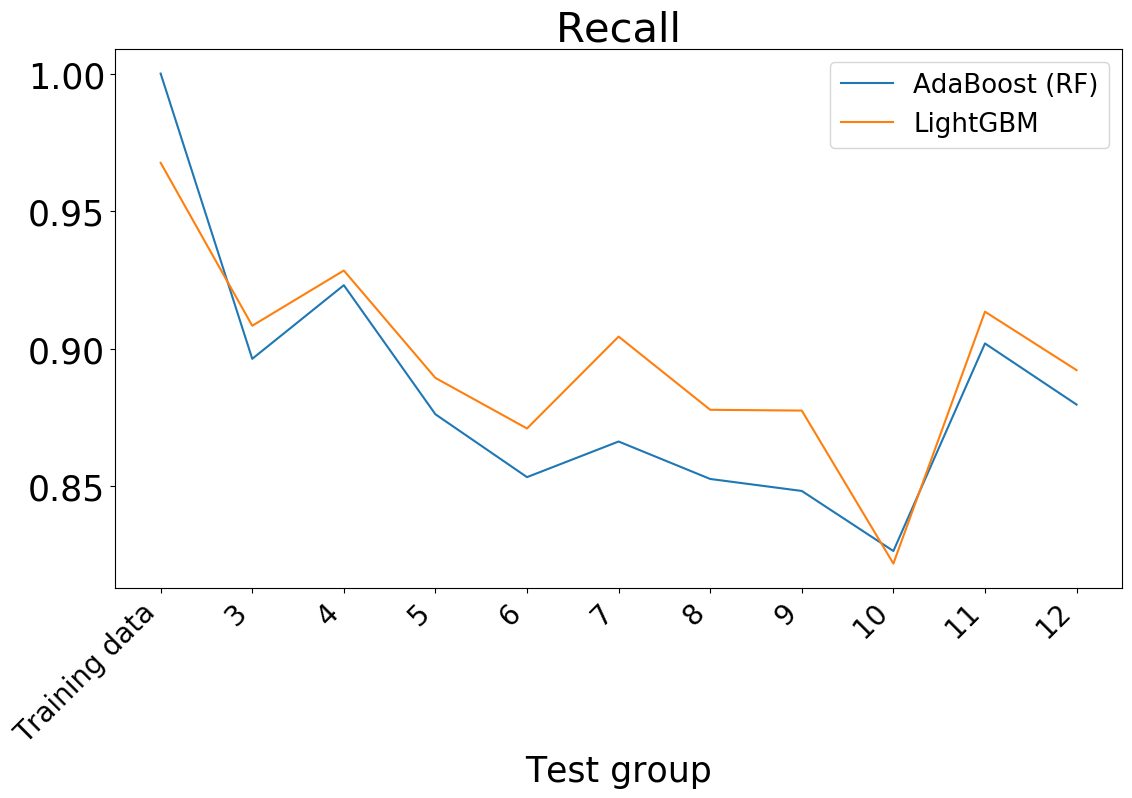 Recall
AdaBoost (RF)
LightGBM
1.00
0.95
0.90
0.85
Training data
3
4
5
6
7
8
9
10
11
12
Test group